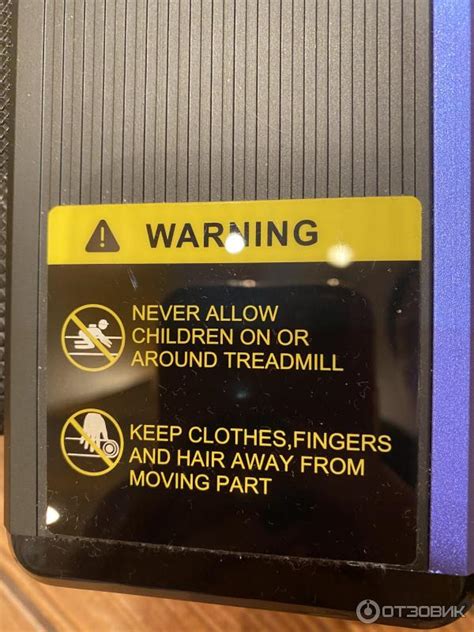 WARNING
NEVER ALLOW
CHILDREN ON OR
AROUND TREADMILL
KEEP CLOTHES,FINGERS
AND HAIR AWAY FROM
MOVING PART
ОТЗОВИК